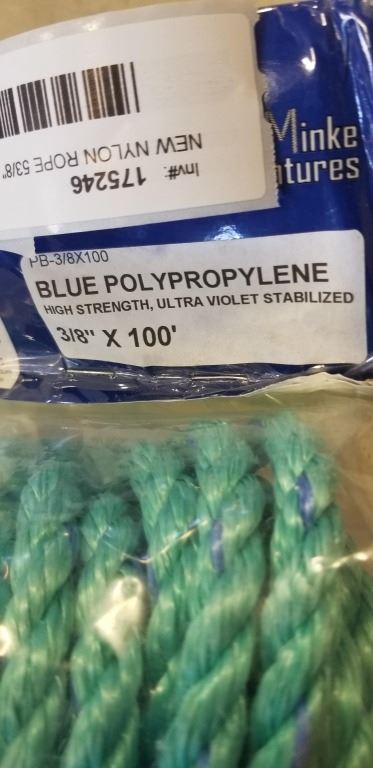 Inv#: 175246
NEW NYLON ROPE 53/8"
Minke
PB-3/8X100
BLUE POLYPROPYLENE
HIGH STRENGTH, ULTRA VIOLET STABILIZED
3/8" X 100'